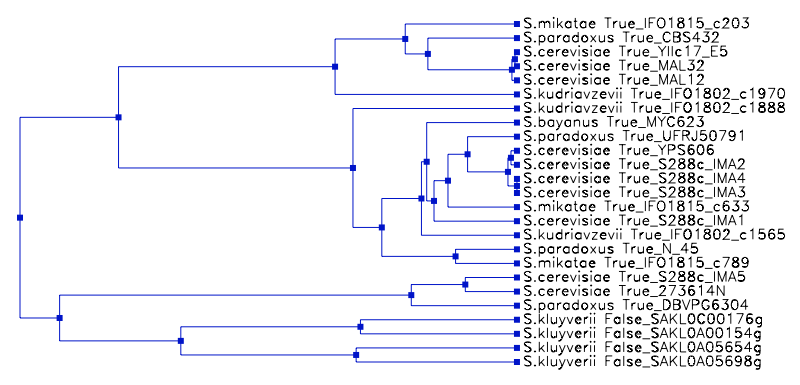 S.mikatae True_IFO1815_c203
S.paradoxus True_CBS432
S.cerevisiae True_YIIc17_E5
S.cerevisiae True_MAL32
S.cerevisiae True_MAL12
S.kudriavzevii True_IFO1802_c1970
S.kudriavzevii True_IFO1802_c1888
S.bayanus True_MYC623
S.paradoxus True_UFRJ50791
S.cerevisiae True_YPS606
S.cerevisiae True_S288c_IMA2
S.cerevisiae True_S288c_IMA4
S.cerevisiae True_S288c_IMA3
S.mikatae True_IFO1815_c633
S.cerevisiae True_S288c_IMA1
S.kudriavzevii True_IFO1802_c1565
S.paradoxus True_N_45
S.mikatae True_IFO1815_c789
S.cerevisiae True_S288c_IMA5
S.cerevisiae True_273614N
S.paradoxus True_DBVPG6304
S.kluyverii False_SAKL0C00176g
S.kluyverii False_SAKL0A00154g
S.kluyverii False_SAKL0A05654g
S.kluyverii False_SAKL0A05698g